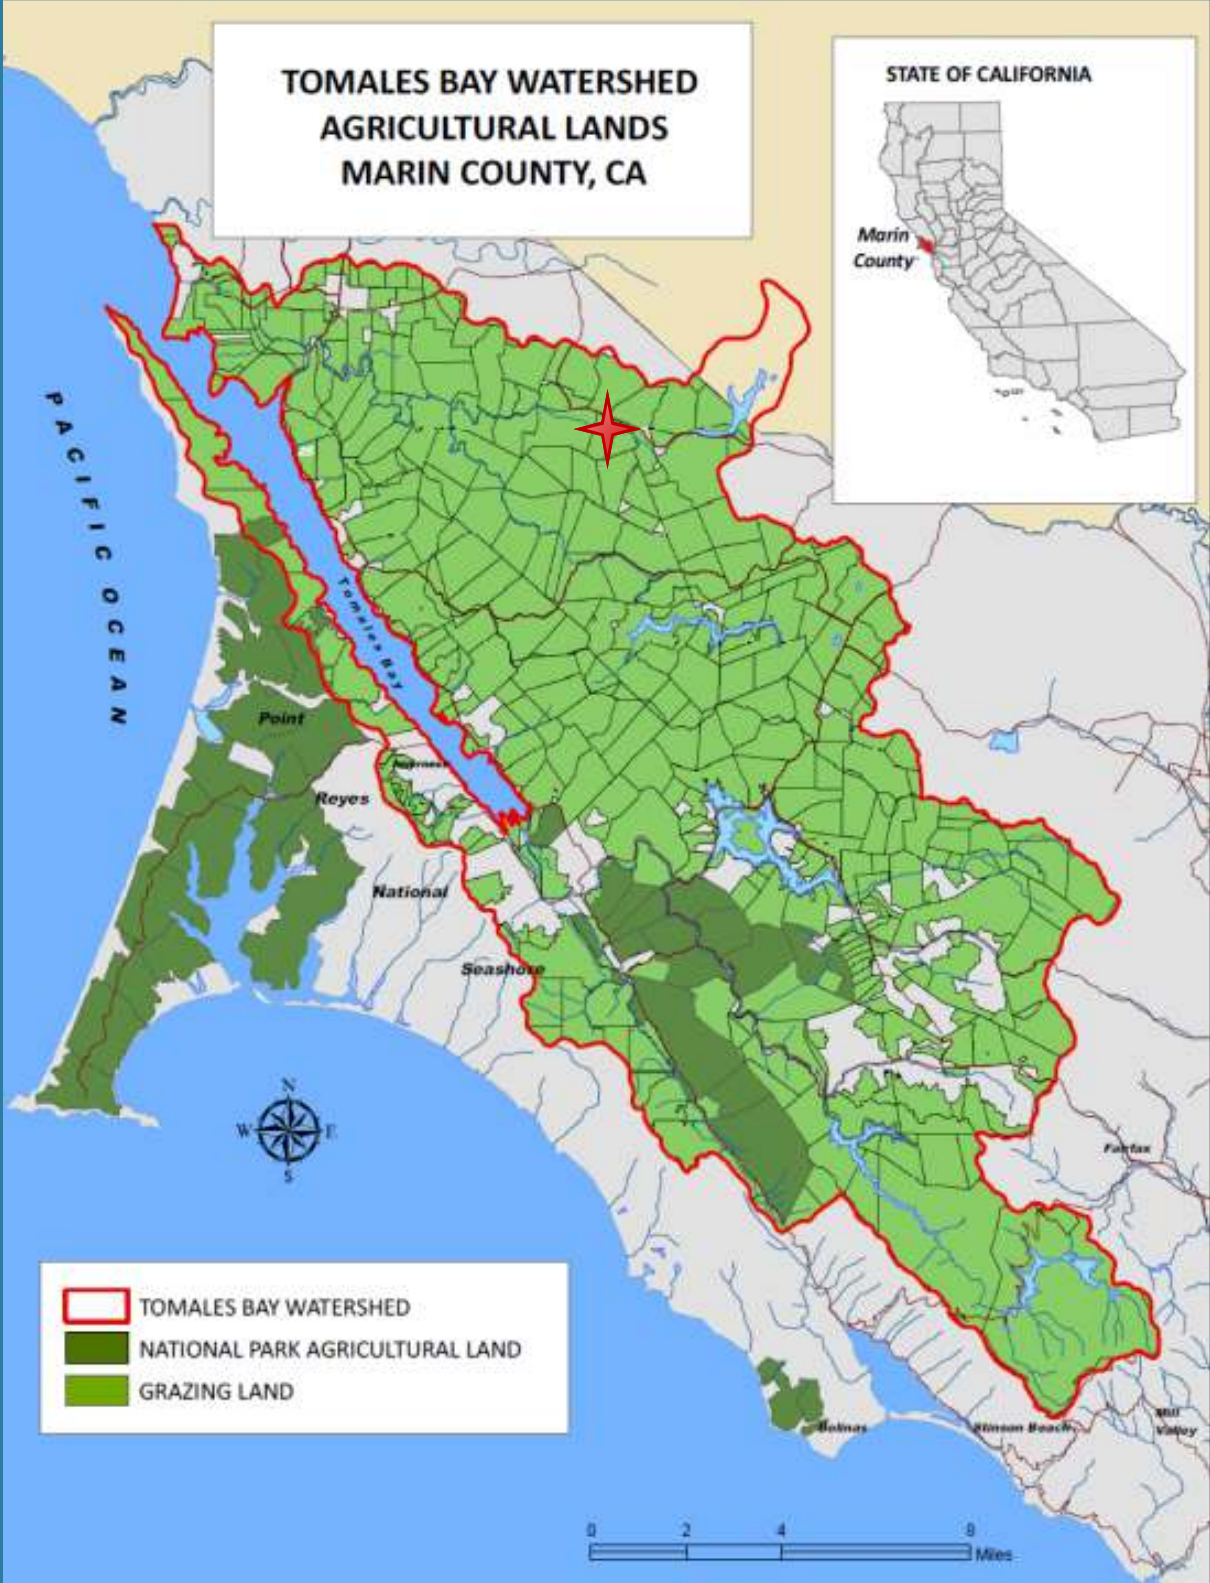 TOMALES BAY WATERSHED
AGRICULTURAL LANDS
MARIN COUNTY, CA
STATE OF CALIFORNIA
Marin
County
PACIFIC OCEAN
Tomales Bay
Point
Inverness
Reyes
National
Seashore
N
W E
S
Fairfax
TOMALES BAY WATERSHED
NATIONAL PARK AGRICULTURAL LAND
GRAZING LAND
Bolinas
Stinson Beach
Mill
Valley
0 2 4 8
Miles